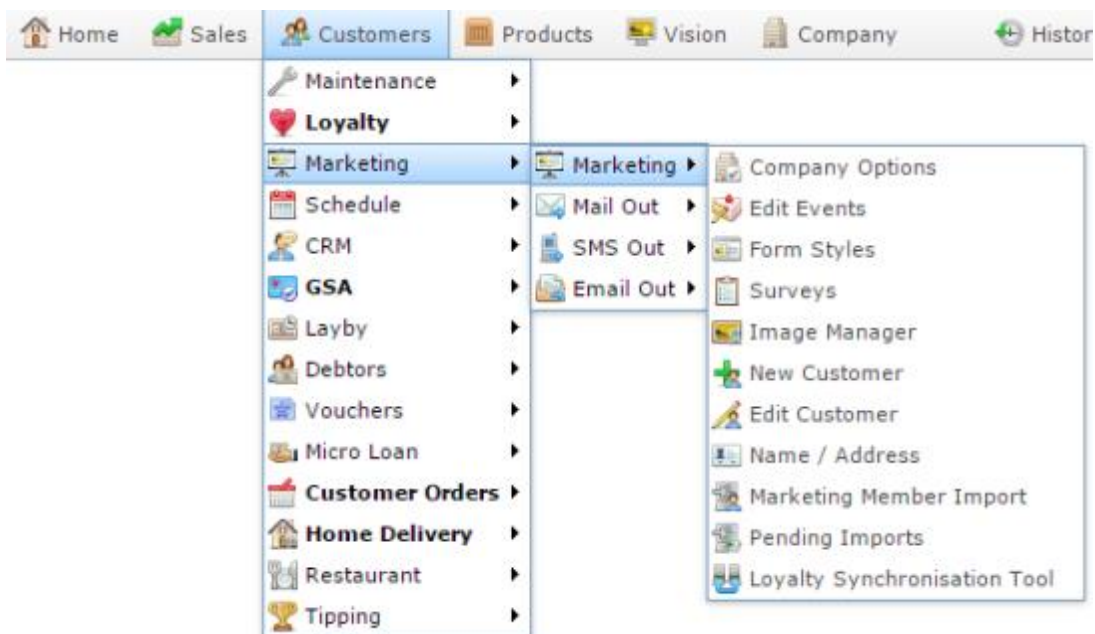 Home Sales Customers Products Vision Company Histor
Maintenance
Loyalty
Marketing
Schedule
CRM
GSA
Layby
Debtors
Vouchers
Micro Loan
Customer Orders
Home Delivery
Restaurant
Tipping
Marketing
Mail Out
SMS Out
Email Out
Company Options
Edit Events
Form Styles
Surveys
Image Manager
New Customer
Edit Customer
Name / Address
Marketing Member Import
Pending Imports
Loyalty Synchronisation Tool